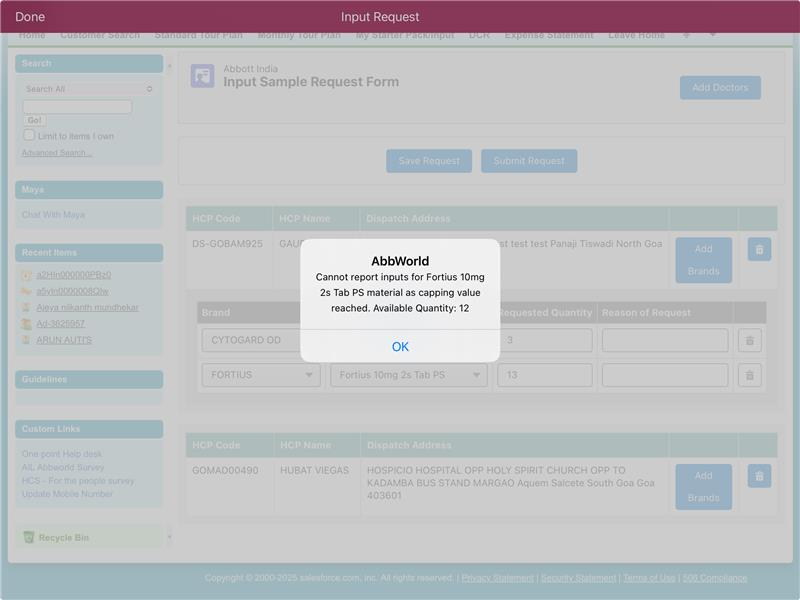 Done
Input Request
Home Customer Search Standard Tour Plan Monthly Tour Plan My Starter Pack/Input DCR Expense Statement Leave Home +
Search
Search All
Go!
Limit to items I own
Advanced Search...
Maya
Chat With Maya
Recent Items
Ajeya nilkanth mundhekar
Ad-3625957
ARUN AUTI'S
Guidelines
Custom Links
One point Help desk
AIL Abbworld Survey
HCS - For the people survey
Update Mobile Number
Recycle Bin
Abbott India
Input Sample Request Form
Add Doctors
Save Request
Submit Request
HCP Code HCP Name Dispatch Address
DS-GOBAM925 test test Panaji Tiswadi North Goa
Add
Brands
AbbWorld
Cannot report inputs for Fortius 10mg
2s Tab PS material as capping value
reached. Available Quantity: 12
OK
Brand Requested Quantity Reason of Request
CYTOGARD OD 3
FORTIUS Fortius 10mg 2s Tab PS 13
HCP Code HCP Name Dispatch Address
GOMAD00490 HUBAT VIEGAS HOSPICIO HOSPITAL OPP HOLY SPIRIT CHURCH OPP TO
KADAMBA BUS STAND MARGAO Aquem Salcete South Goa Goa
403601
Add
Brands
Copyright © 2000-2025 salesforce.com, inc. All rights reserved. | Privacy Statement | Security Statement | Terms of Use | 508 Compliance